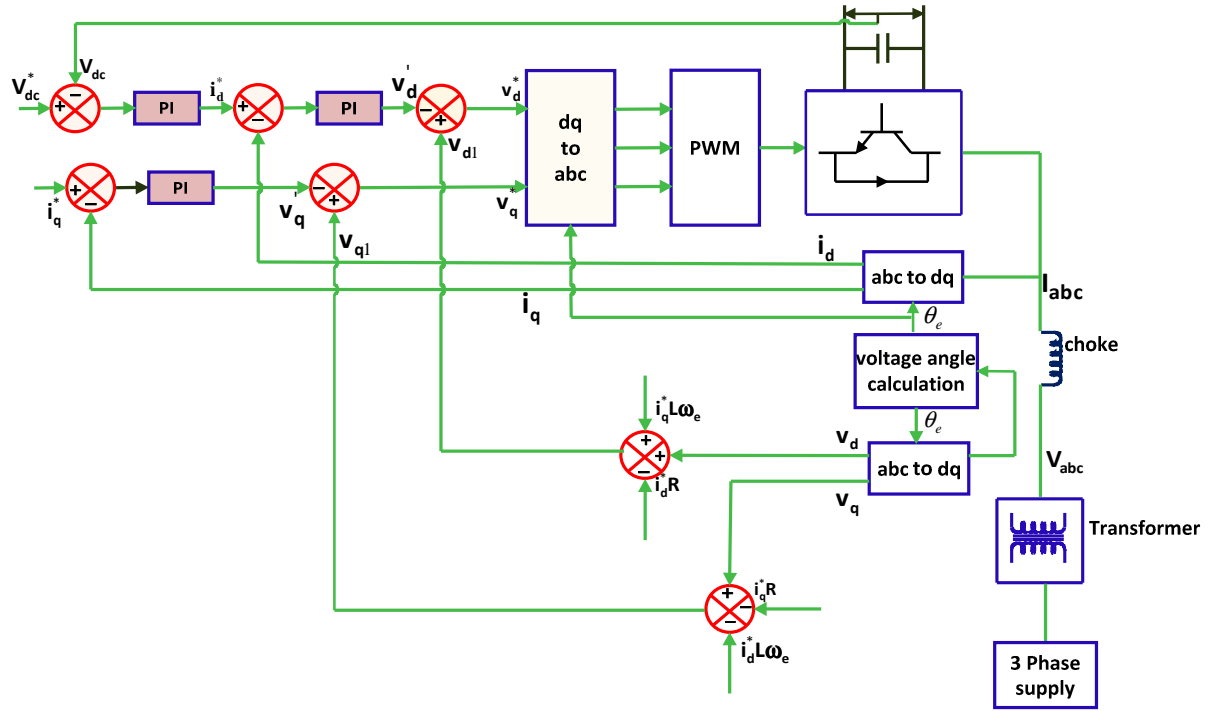 V*dc
Vdc
PI
i*d
PI
v'd
v*d
vd1
dq
to
abc
PWM
i*q
PI
v'q
v*q
vq1
id
abc to dq
Iabc
iq
θe
choke
voltage angle
calculation
i*qLωe
θe
vd
i*dR
abc to dq
Vabc
vq
Transformer
i*qR
i*dLωe
3 Phase
supply